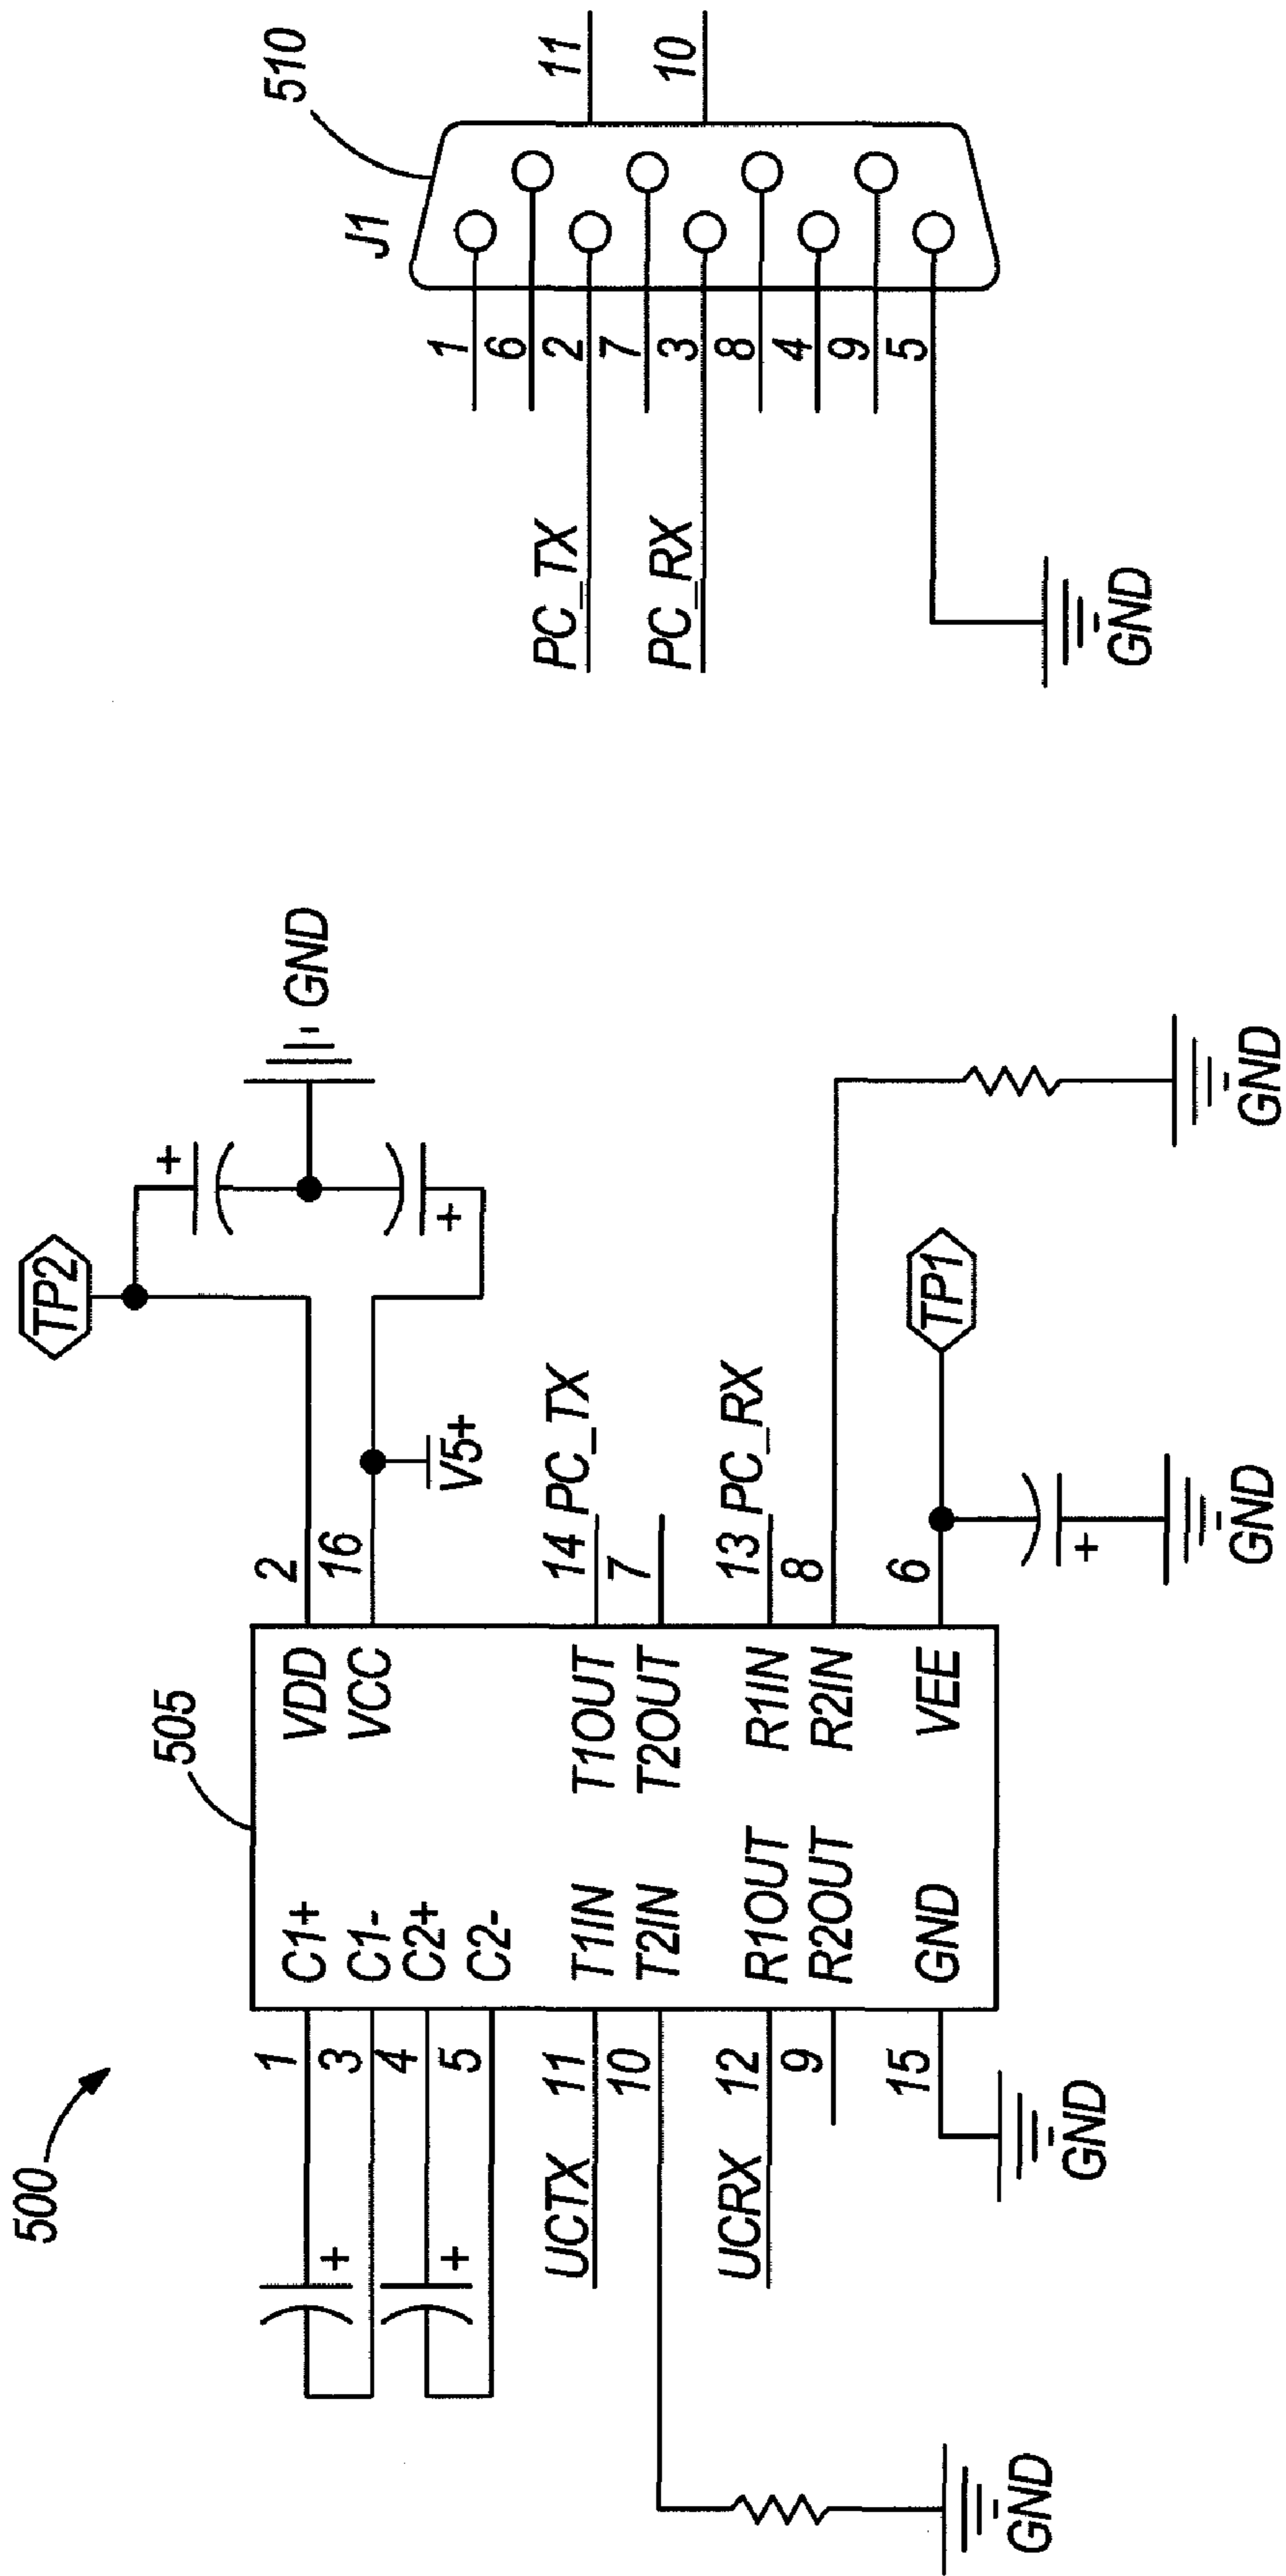 500
505
1
3
4
5
C1+
C1-
C2+
C2-
+
+
VDD
VCC
2
16
TP2
+
+
GND
V5+
UCTX
11
10
T1IN
T2IN
T1OUT
T2OUT
14 PC_TX
7
UCRX
12
9
R1OUT
R2OUT
R1IN
R2IN
13 PC_RX
8
15
GND
VEE
6
TP1
+
GND
GND
GND
GND
510
J1
1
6
2
7
3
8
4
9
5
11
10
PC_TX
PC_RX
GND